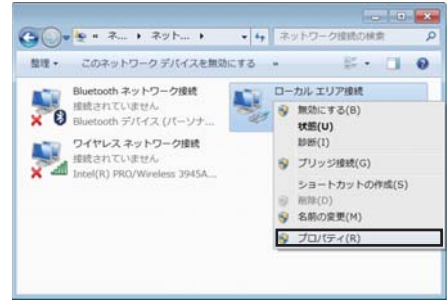 ネ... ネット...
ネットワーク接続の検索
整理 このネットワーク デバイスを無効にする »
Bluetooth ネットワーク接続
接続されていません
Bluetooth デバイス (パーソナ...
ワイヤレス ネットワーク接続
接続されていません
Intel(R) PRO/Wireless 3945A...
ローカル エリア接続
無効にする(B)
状態(U)
診断(I)
ブリッジ接続(G)
ショートカットの作成(S)
削除(D)
名前の変更(M)
プロパティ(R)